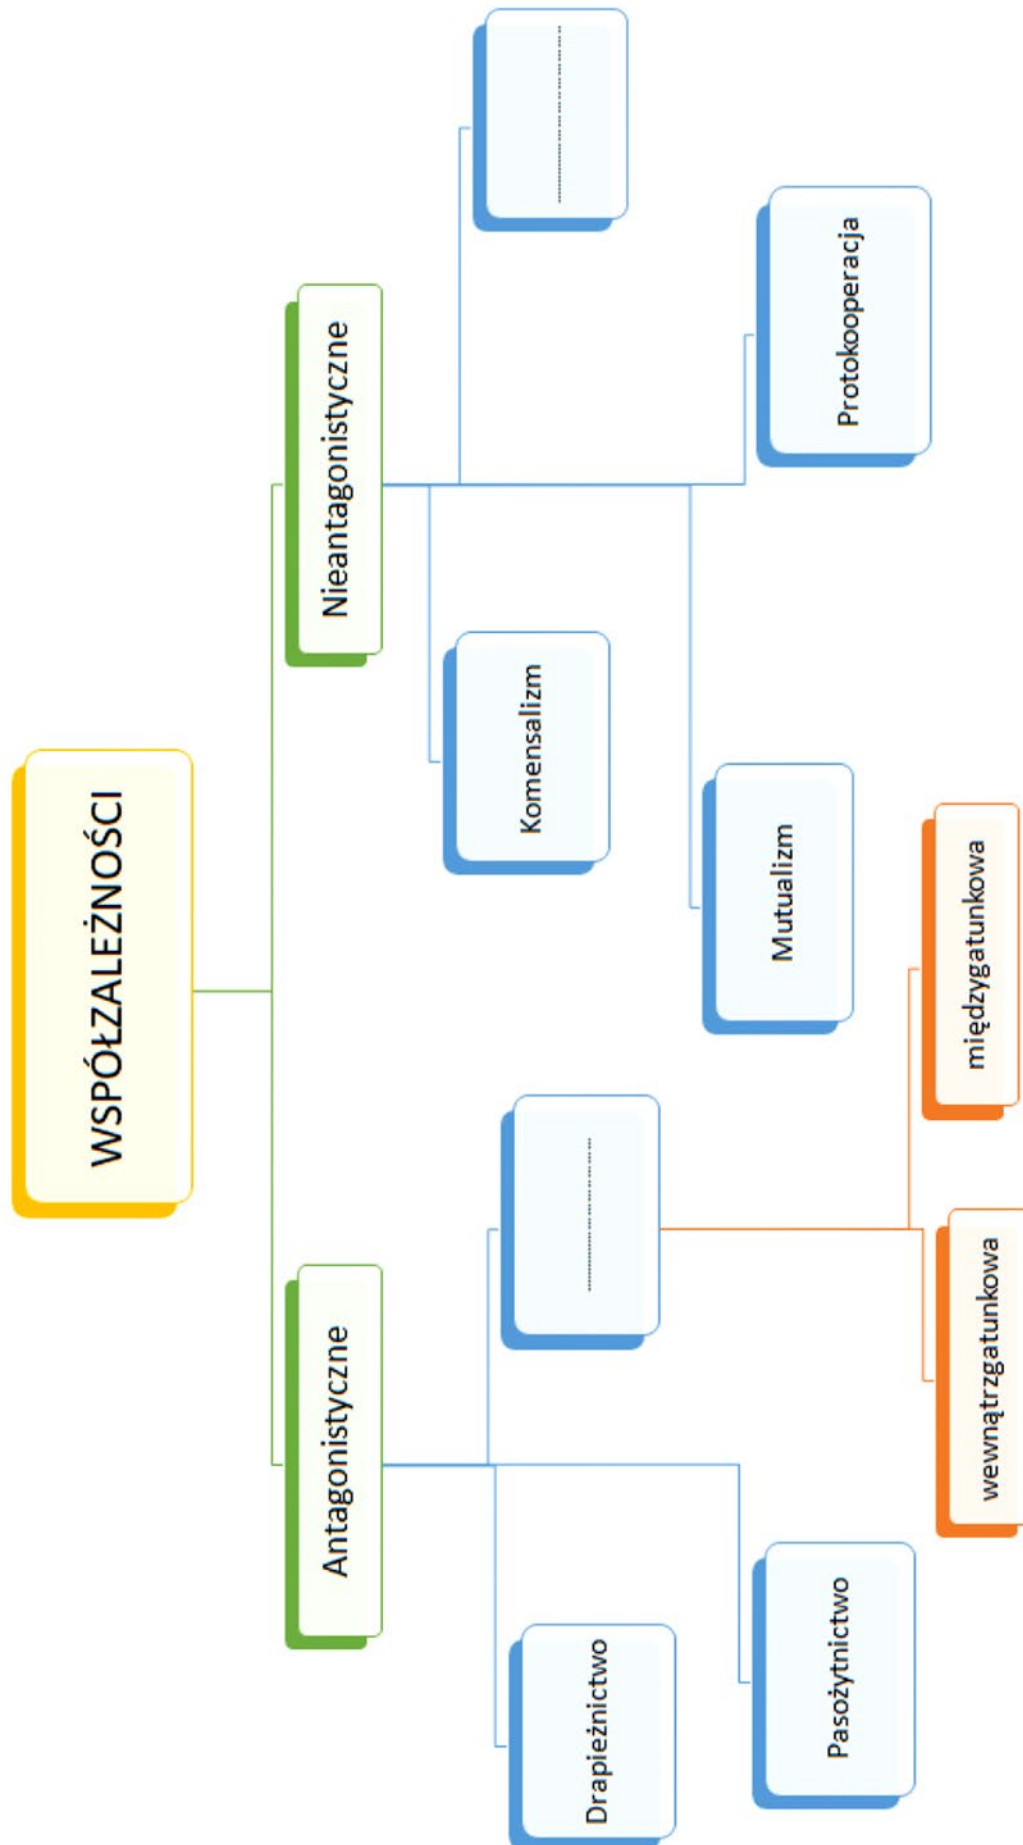 WSPÓŁZALEŻNOŚCI
Antagonistyczne
Nieantagonistyczne
Drapieżnictwo
Pasożytnictwo
wewnątrzgatunkowa
międzygatunkowa
Komensalizm
Mutualizm
Protokooperacja